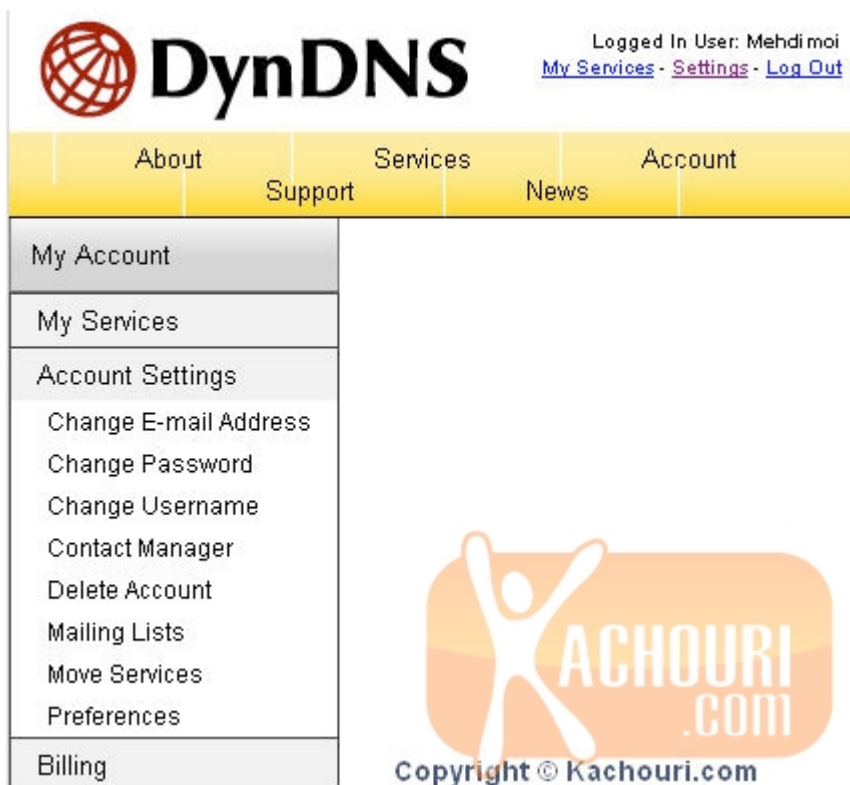 DynDNS
Logged In User: Mehdimoi
My Services - Settings - Log Out
About Services Account
Support News
My Account
My Services
Account Settings
Change E-mail Address
Change Password
Change Username
Contact Manager
Delete Account
Mailing Lists
Move Services
Preferences
Billing
KACHOURI
.COM
Copyright © Kachouri.com